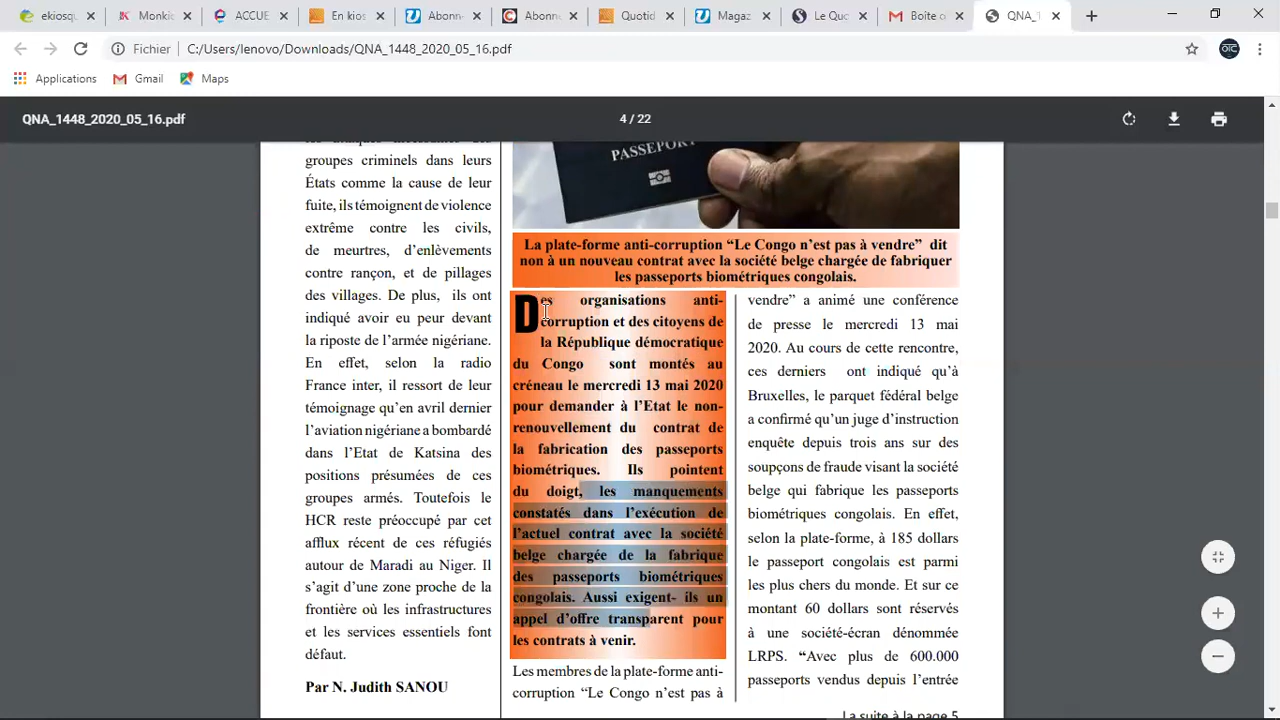 ekiosq
Monki
ACCUE
En kios
Abonn
Abonn
Quotid
Magaz
Le Quo
Boîte o
QNA_1
Fichier
C:/Users/lenovo/Downloads/QNA_1448_2020_05_16.pdf
OTC
Applications
Gmail
Maps
QNA_1448_2020_05_16.pdf
4 / 22
groupes criminels dans leurs
États comme la cause de leur
fuite, ils témoignent de violence
extrême contre les civils,
de meurtres, d'enlèvements
contre rançon, et de pillages
des villages. De plus, ils ont
indiqué avoir eu peur devant
la riposte de l'armée nigériane.
En effet, selon la radio
France inter, il ressort de leur
témoignage qu'en avril dernier
l'aviation nigériane a bombardé
dans l'Etat de Katsina des
positions présumées de ces
groupes armés. Toutefois le
HCR reste préoccupé par cet
afflux récent de ces réfugiés
autour de Maradi au Niger. Il
s'agit d'une zone proche de la
frontière où les infrastructures
et les services essentiels font
défaut.
Par N. Judith SANOU
PASSEPORT
La plate-forme anti-corruption “Le Congo n'est pas à vendre” dit
non à un nouveau contrat avec la société belge chargée de fabriquer
les passeports biométriques congolais.
Des organisations anti-
corruption et des citoyens de
la République démocratique
du Congo sont montés au
créneau le mercredi 13 mai 2020
pour demander à l'Etat le non-
renouvellement du contrat de
la fabrication des passeports
biométriques. Ils pointent
du doigt, les manquements
constatés dans l'exécution de
l'actuel contrat avec la société
belge chargée de la fabrique
des passeports biométriques
congolais. Aussi exigent- ils un
appel d'offre transparent pour
les contrats à venir.
Les membres de la plate-forme anti-
corruption “Le Congo n'est pas à
vendre” a animé une conférence
de presse le mercredi 13 mai
2020. Au cours de cette rencontre,
ces derniers ont indiqué qu'à
Bruxelles, le parquet fédéral belge
a confirmé qu'un juge d'instruction
enquête depuis trois ans sur des
soupçons de fraude visant la société
belge qui fabrique les passeports
biométriques congolais. En effet,
selon la plate-forme, à 185 dollars
le passeport congolais est parmi
les plus chers du monde. Et sur ce
montant 60 dollars sont réservés
à une société-écran dénommée
LRPS. “Avec plus de 600.000
passeports vendus depuis l'entrée
La suite à la page 5